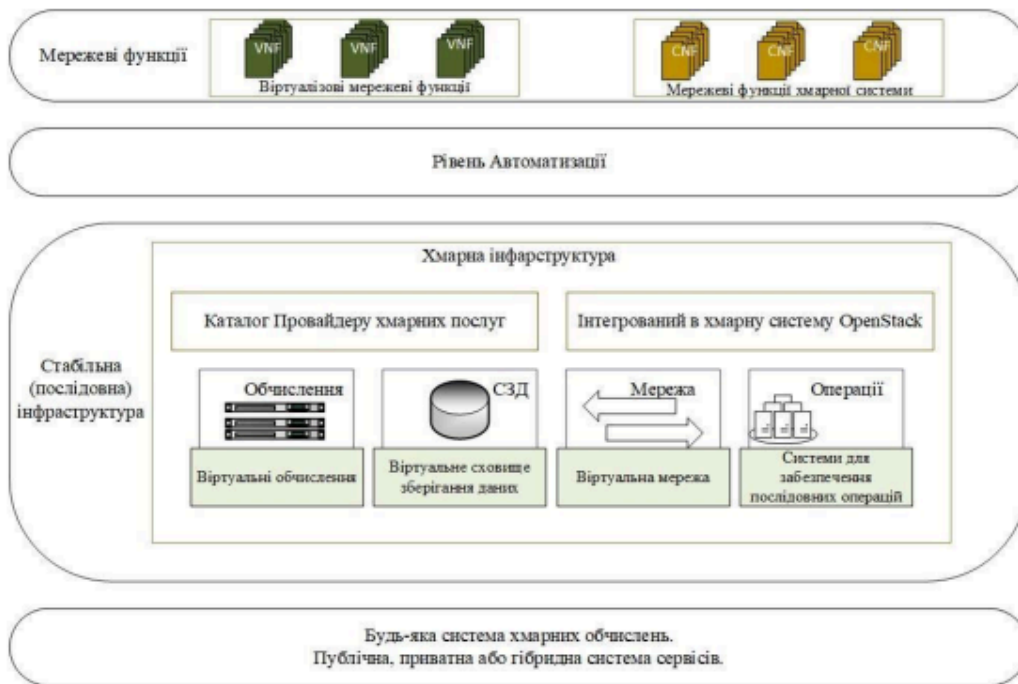 Мережеві функції
VNF VNF VNF
Віртуалізові мережеві функції
CNF CNF CNF
Мережеві функції хмарної системи
Рівень Автоматизації
Стабільна
(послідовна)
інфраструктура
Хмарна інфарструктура
Каталог Провайдеру хмарних послуг
Інтегрований в хмарну систему OpenStack
Обчислення
Віртуальні обчислення
СЗД
Віртуальне сховище
зберігання даних
Мережа
Віртуальна мережа
Операції
Системи для
забезпечення
послідовних операцій
Будь-яка система хмарних обчислень.
Публічна, приватна або гібридна система сервісів.